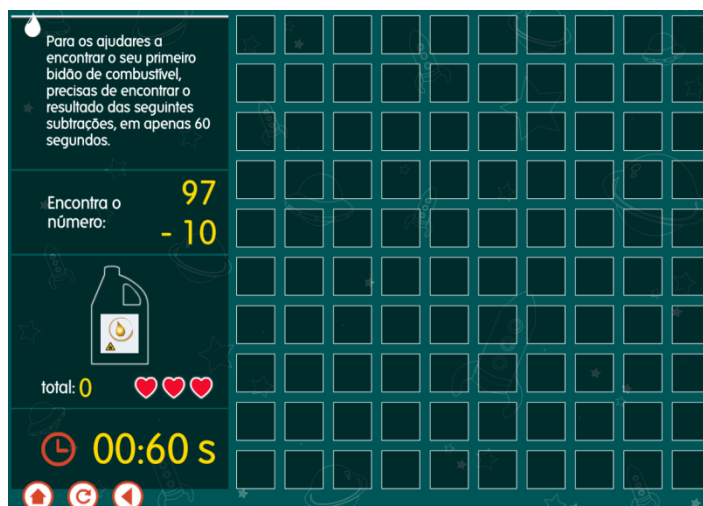 Para os ajudares a
encontrar o seu primeiro
bidão de combustível,
precisas de encontrar o
resultado das seguintes
subtrações, em apenas 60
segundos.
Encontra o
número:
97
- 10
total: 0
00:60 s